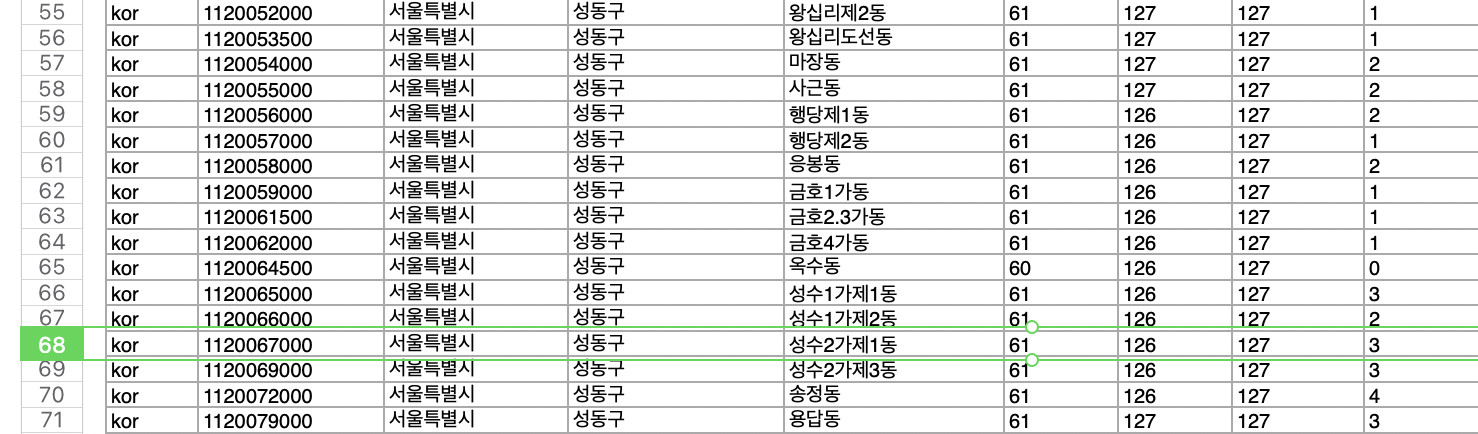 55 kor 1120052000 서울특별시 성동구 왕십리제2동 61 127 127 1
56 kor 1120053500 서울특별시 성동구 왕십리도선동 61 127 127 1
57 kor 1120054000 서울특별시 성동구 마장동 61 127 127 2
58 kor 1120055000 서울특별시 성동구 사근동 61 127 127 2
59 kor 1120056000 서울특별시 성동구 행당제1동 61 126 127 2
60 kor 1120057000 서울특별시 성동구 행당제2동 61 126 127 1
61 kor 1120058000 서울특별시 성동구 응봉동 61 126 127 2
62 kor 1120059000 서울특별시 성동구 금호1가동 61 126 127 1
63 kor 1120061500 서울특별시 성동구 금호2.3가동 61 126 127 1
64 kor 1120062000 서울특별시 성동구 금호4가동 61 126 127 1
65 kor 1120064500 서울특별시 성동구 옥수동 60 126 127 0
66 kor 1120065000 서울특별시 성동구 성수1가제1동 61 126 127 3
67 kor 1120066000 서울특별시 성동구 성수1가제2동 61 126 127 2
68 kor 1120067000 서울특별시 성동구 성수2가제1동 61 126 127 3
69 kor 1120069000 서울특별시 성동구 성수2가제3동 61 126 127 3
70 kor 1120072000 서울특별시 성동구 송정동 61 126 127 4
71 kor 1120079000 서울특별시 성동구 용답동 61 127 127 3